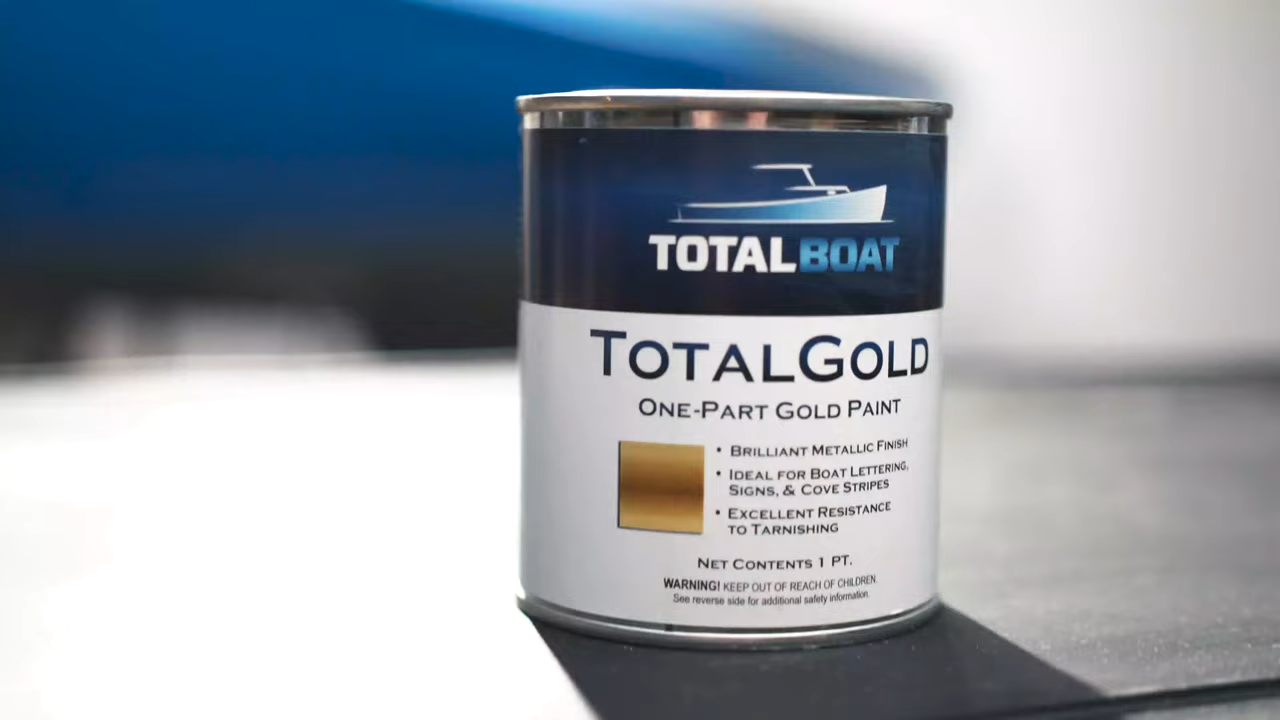 TOTALBOAT
TOTALGOLD
ONE-PART GOLD PAINT
• BRILLIANT METALLIC FINISH
• IDEAL FOR BOAT LETTERING,
SIGNS, & COVE STRIPES
• EXCELLENT RESISTANCE
TO TARNISHING
NET CONTENTS 1 PT.
WARNING! KEEP OUT OF REACH OF CHILDREN.
See reverse side for additional safety information.